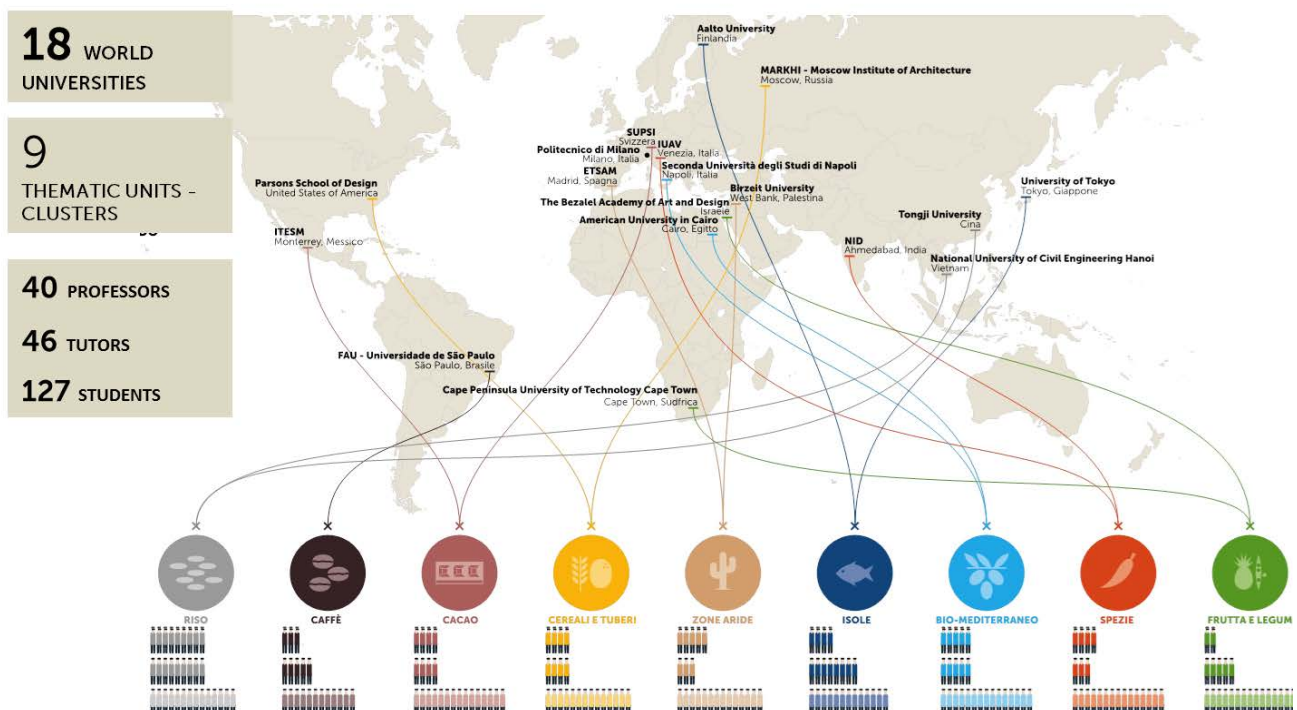 18 WORLD
UNIVERSITIES
9
THEMATIC UNITS -
CLUSTERS
40 PROFESSORS
46 TUTORS
127 STUDENTS
Aalto University
Finlandia
MARKHI - Moscow Institute of Architecture
Moscow, Russia
SUPSI
Svizzera
IUAV
Venezia, Italia
Politecnico di Milano
Milano, Italia
Seconda Università degli Studi di Napoli
Napoli, Italia
ETSAM
Madrid, Spagna
Parsons School of Design
United States of America
Birzeit University
West Bank, Palestina
University of Tokyo
Tokyo, Giappone
The Bezalel Academy of Art and Design
Israele
Tongji University
Cina
American University in Cairo
Cairo, Egitto
ITESM
Monterrey, Messico
NID
Ahmedabad, India
National University of Civil Engineering Hanoi
Vietnam
FAU - Universidade de São Paulo
São Paulo, Brasile
Cape Peninsula University of Technology Cape Town
Cape Town, Sudfrica
RISO
CAFFÈ
CACAO
CEREALI E TUBERI
ZONE ARIDE
ISOLE
BIO-MEDITERRANEO
SPEZIE
FRUTTA E LEGUM